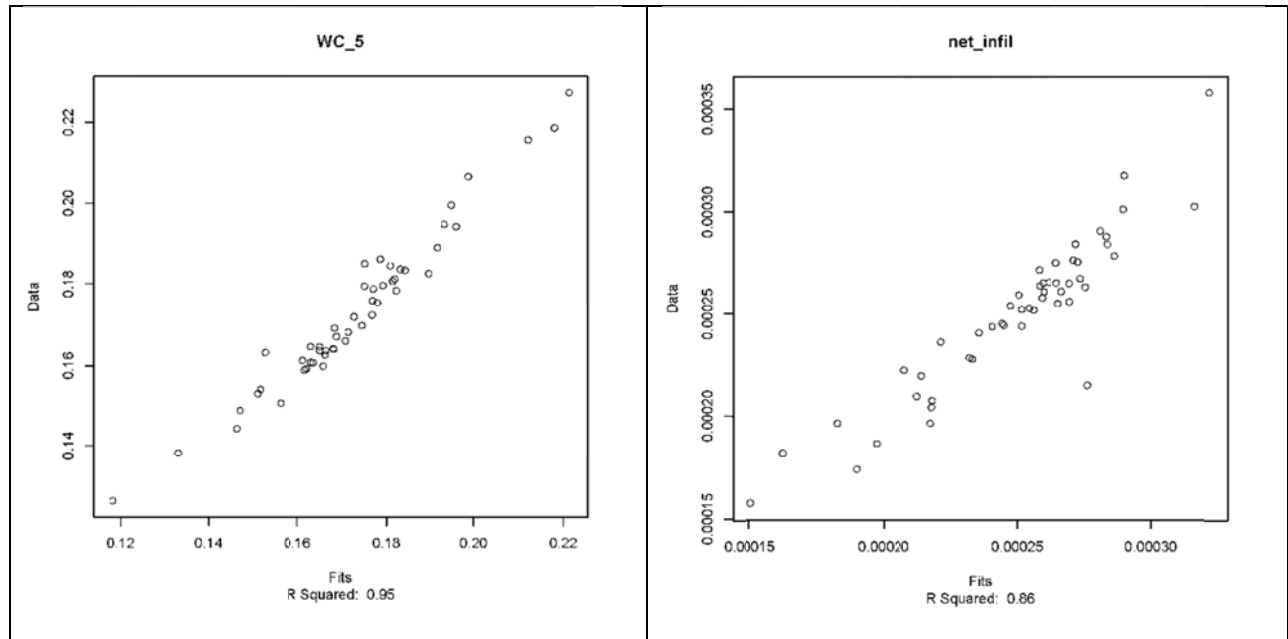 WC_5
Data
0.22
0.20
0.18
0.16
0.14
0.12 0.14 0.16 0.18 0.20 0.22
Fits
R Squared: 0.95
net_infil
Data
0.00035
0.00030
0.00025
0.00020
0.00015
0.00015 0.00020 0.00025 0.00030
Fits
R Squared: 0.86